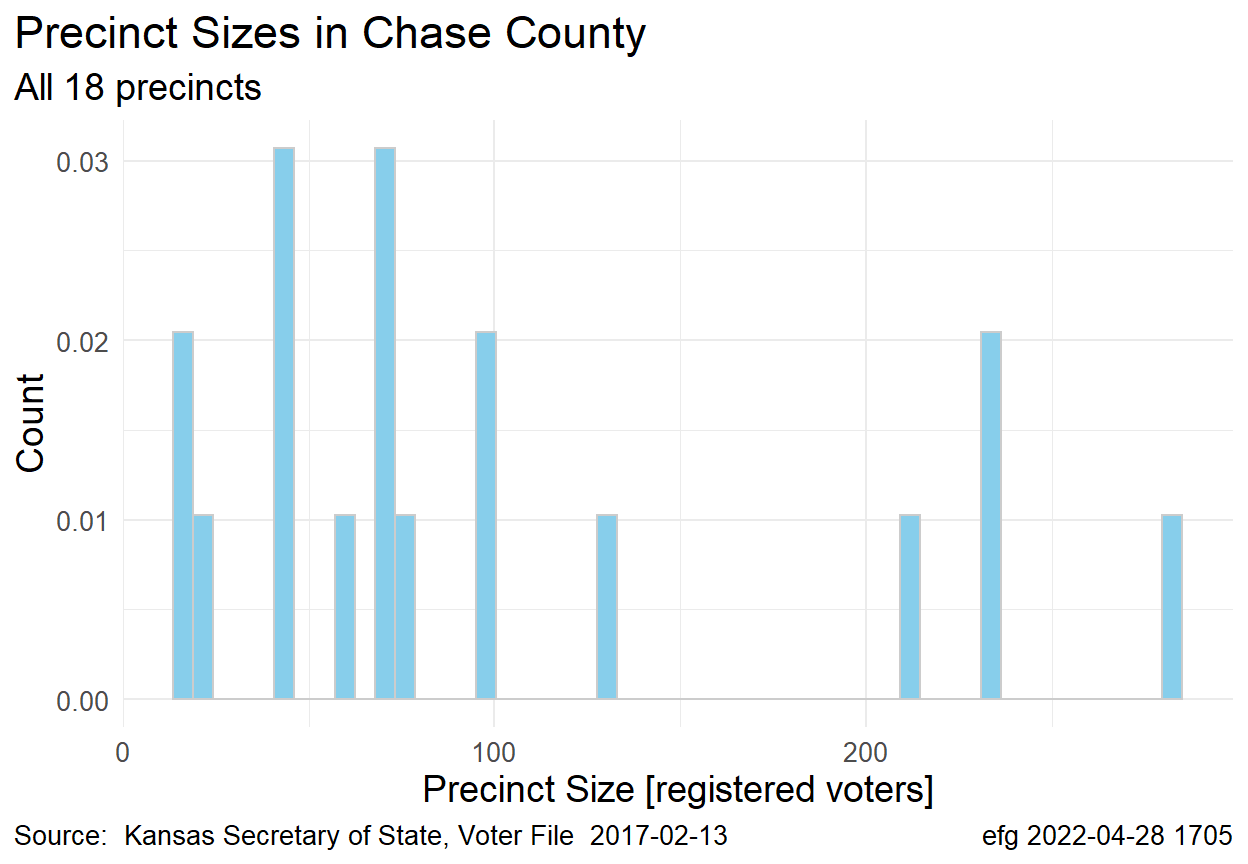 Precinct Sizes in Chase County
All 18 precincts
0.03
0.02
0.01
0.00
Count
0 100 200
Precinct Size [registered voters]
Source:  Kansas Secretary of State, Voter File  2017-02-13
efg 2022-04-28 1705